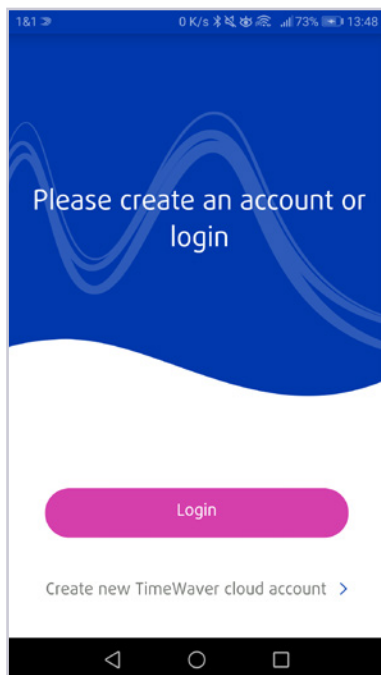 1&1
0 K/s 73% 13:48
Please create an account or
login
Login
Create new TimeWaver cloud account